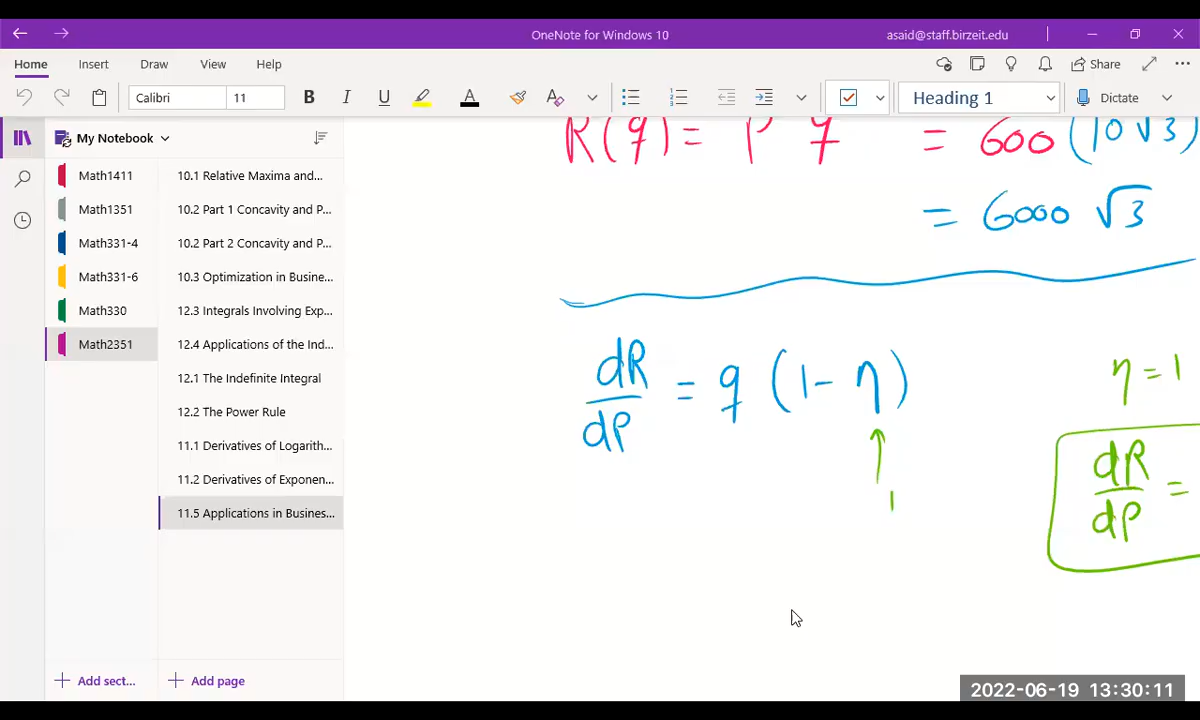 OneNote for Windows 10
asaid@staff.birzeit.edu
Home Insert Draw View Help
Share
Calibri 11 B I U A Heading 1 Dictate
My Notebook
Math1411
Math1351
Math331-4
Math331-6
Math330
Math2351
10.1 Relative Maxima and...
10.2 Part 1 Concavity and P...
10.2 Part 2 Concavity and P...
10.3 Optimization in Busine...
12.3 Integrals Involving Exp...
12.4 Applications of the Ind...
12.1 The Indefinite Integral
12.2 The Power Rule
11.1 Derivatives of Logarith...
11.2 Derivatives of Exponen...
11.5 Applications in Busines...
Add sect...
Add page
R(q) = P q = 600 (10 √3)
= 6000 √3
dR/dP = q (1 - η)
1
η = 1
dR/dP =
2022-06-19 13:30:11